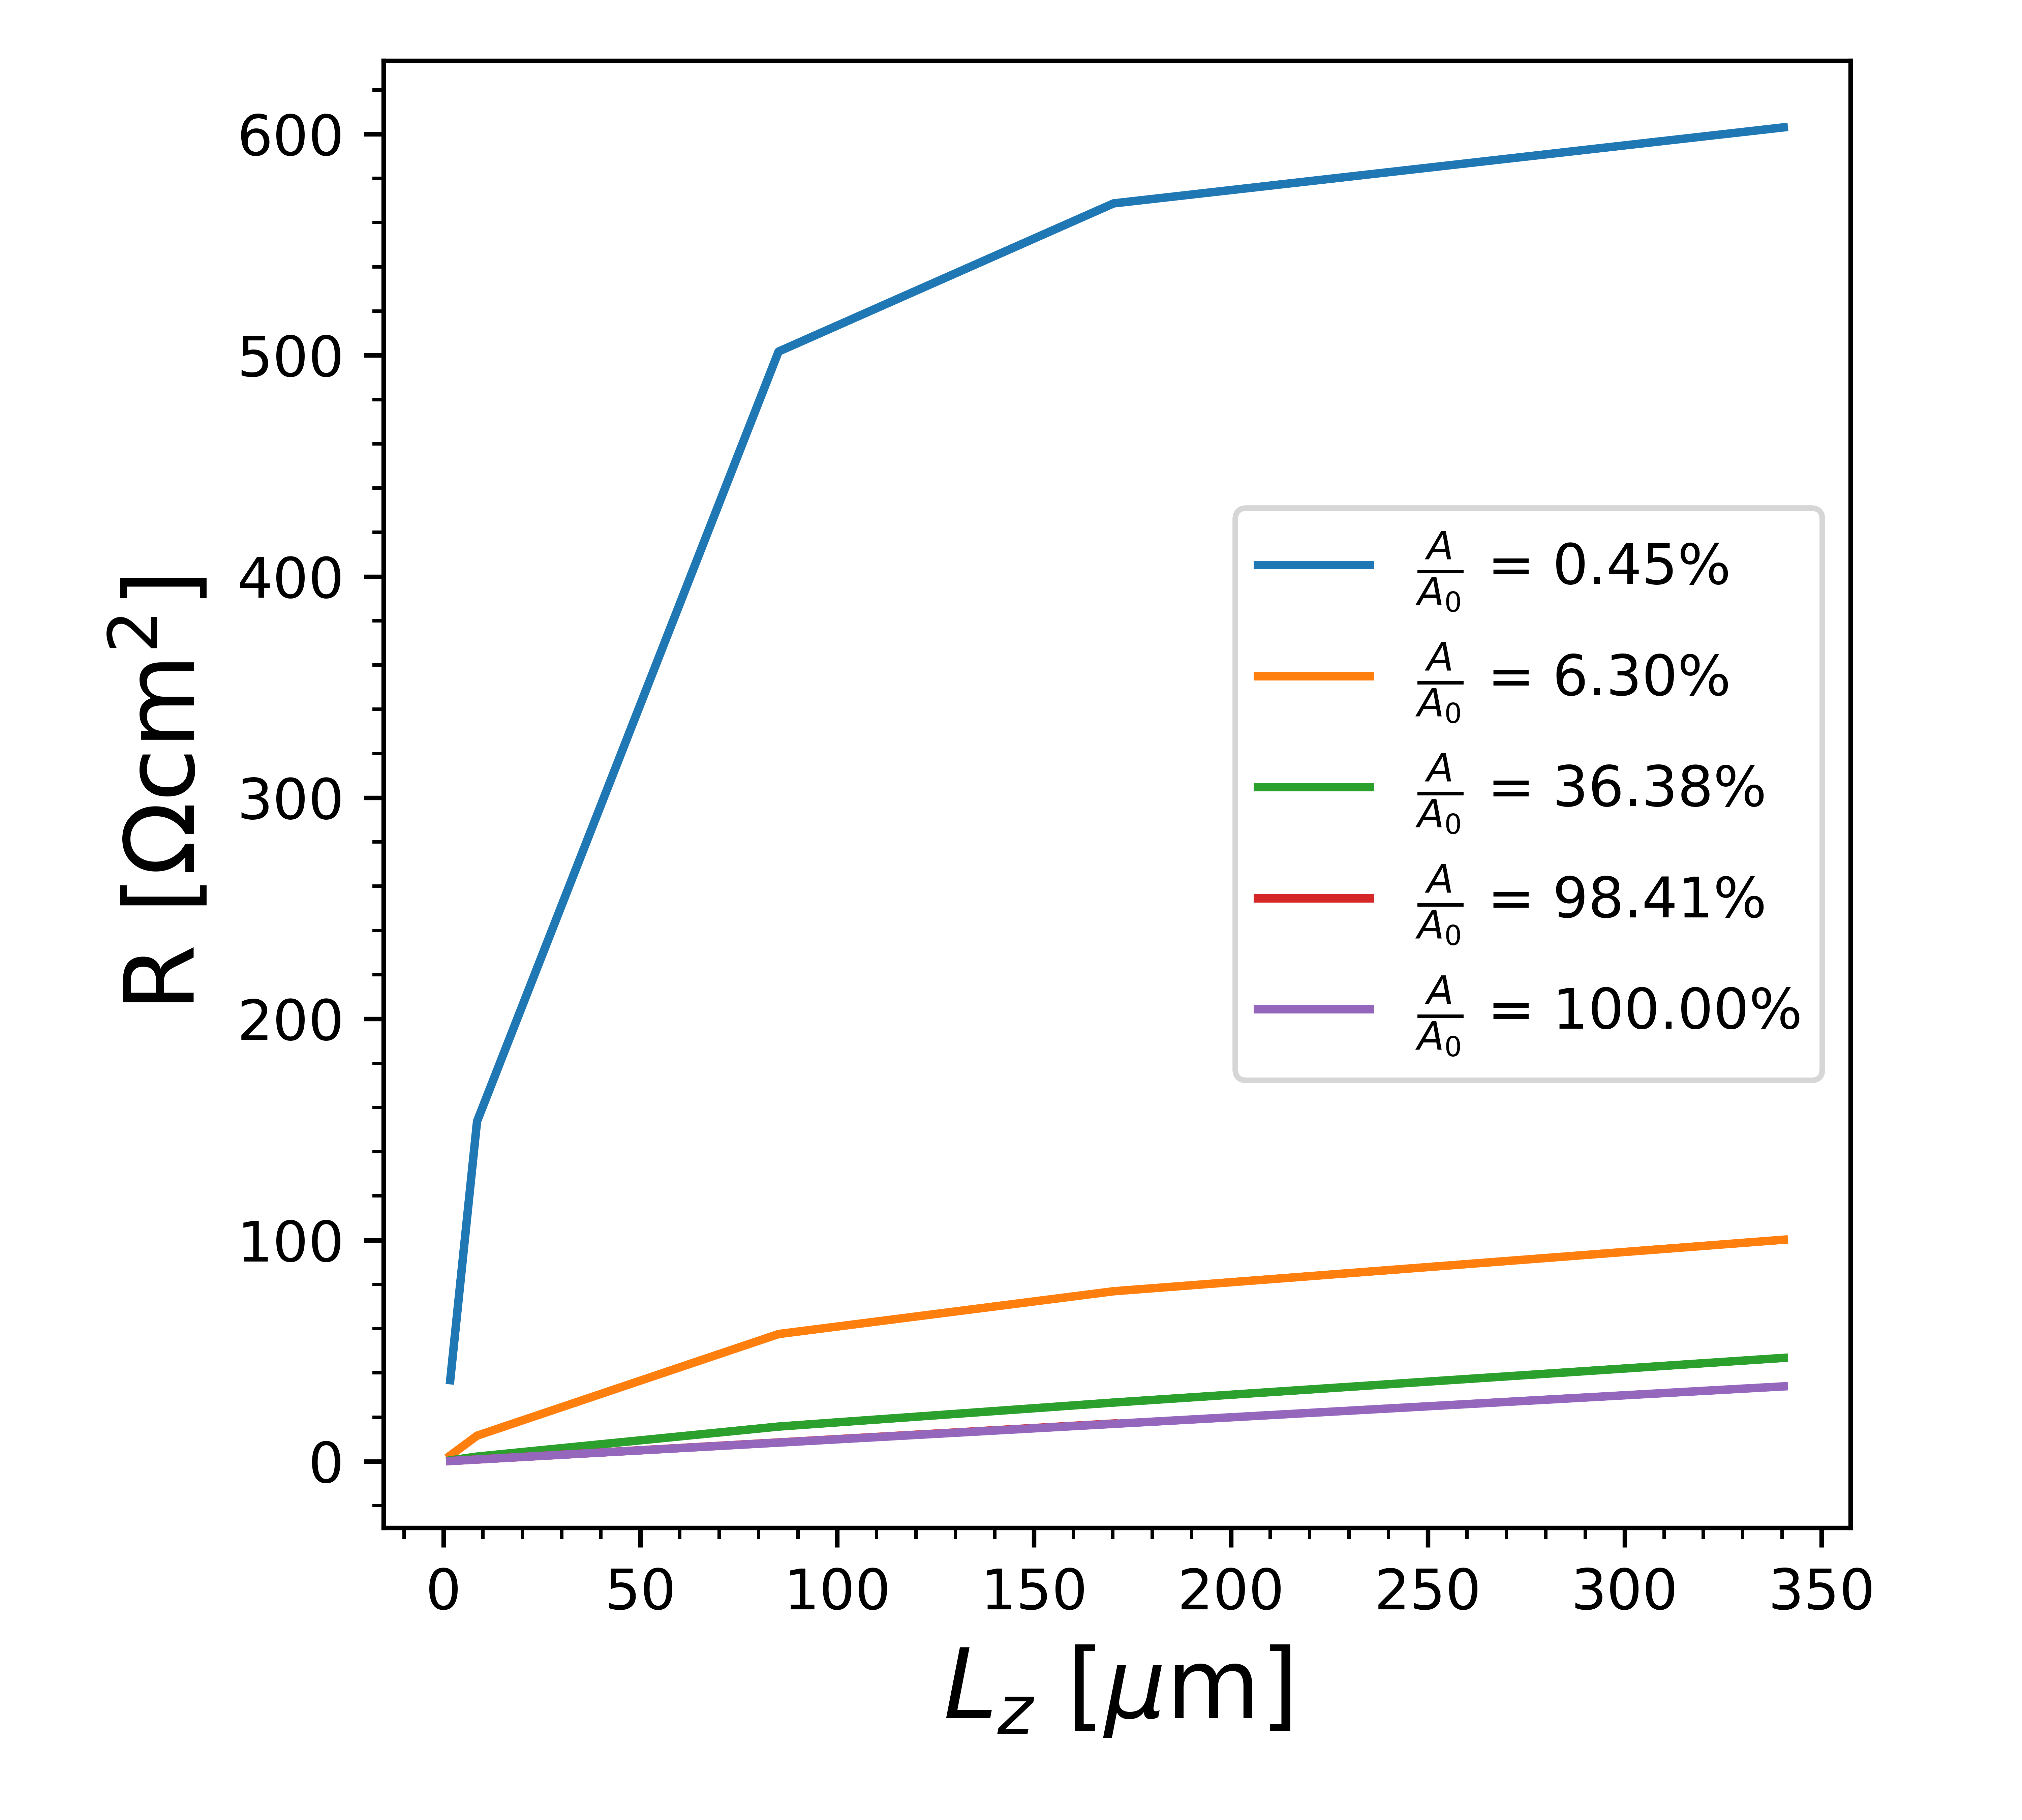 600
500
400
300
200
100
0
R [Ωcm²]
A/A₀ = 0.45%
A/A₀ = 6.30%
A/A₀ = 36.38%
A/A₀ = 98.41%
A/A₀ = 100.00%
0 50 100 150 200 250 300 350
L_z [μm]